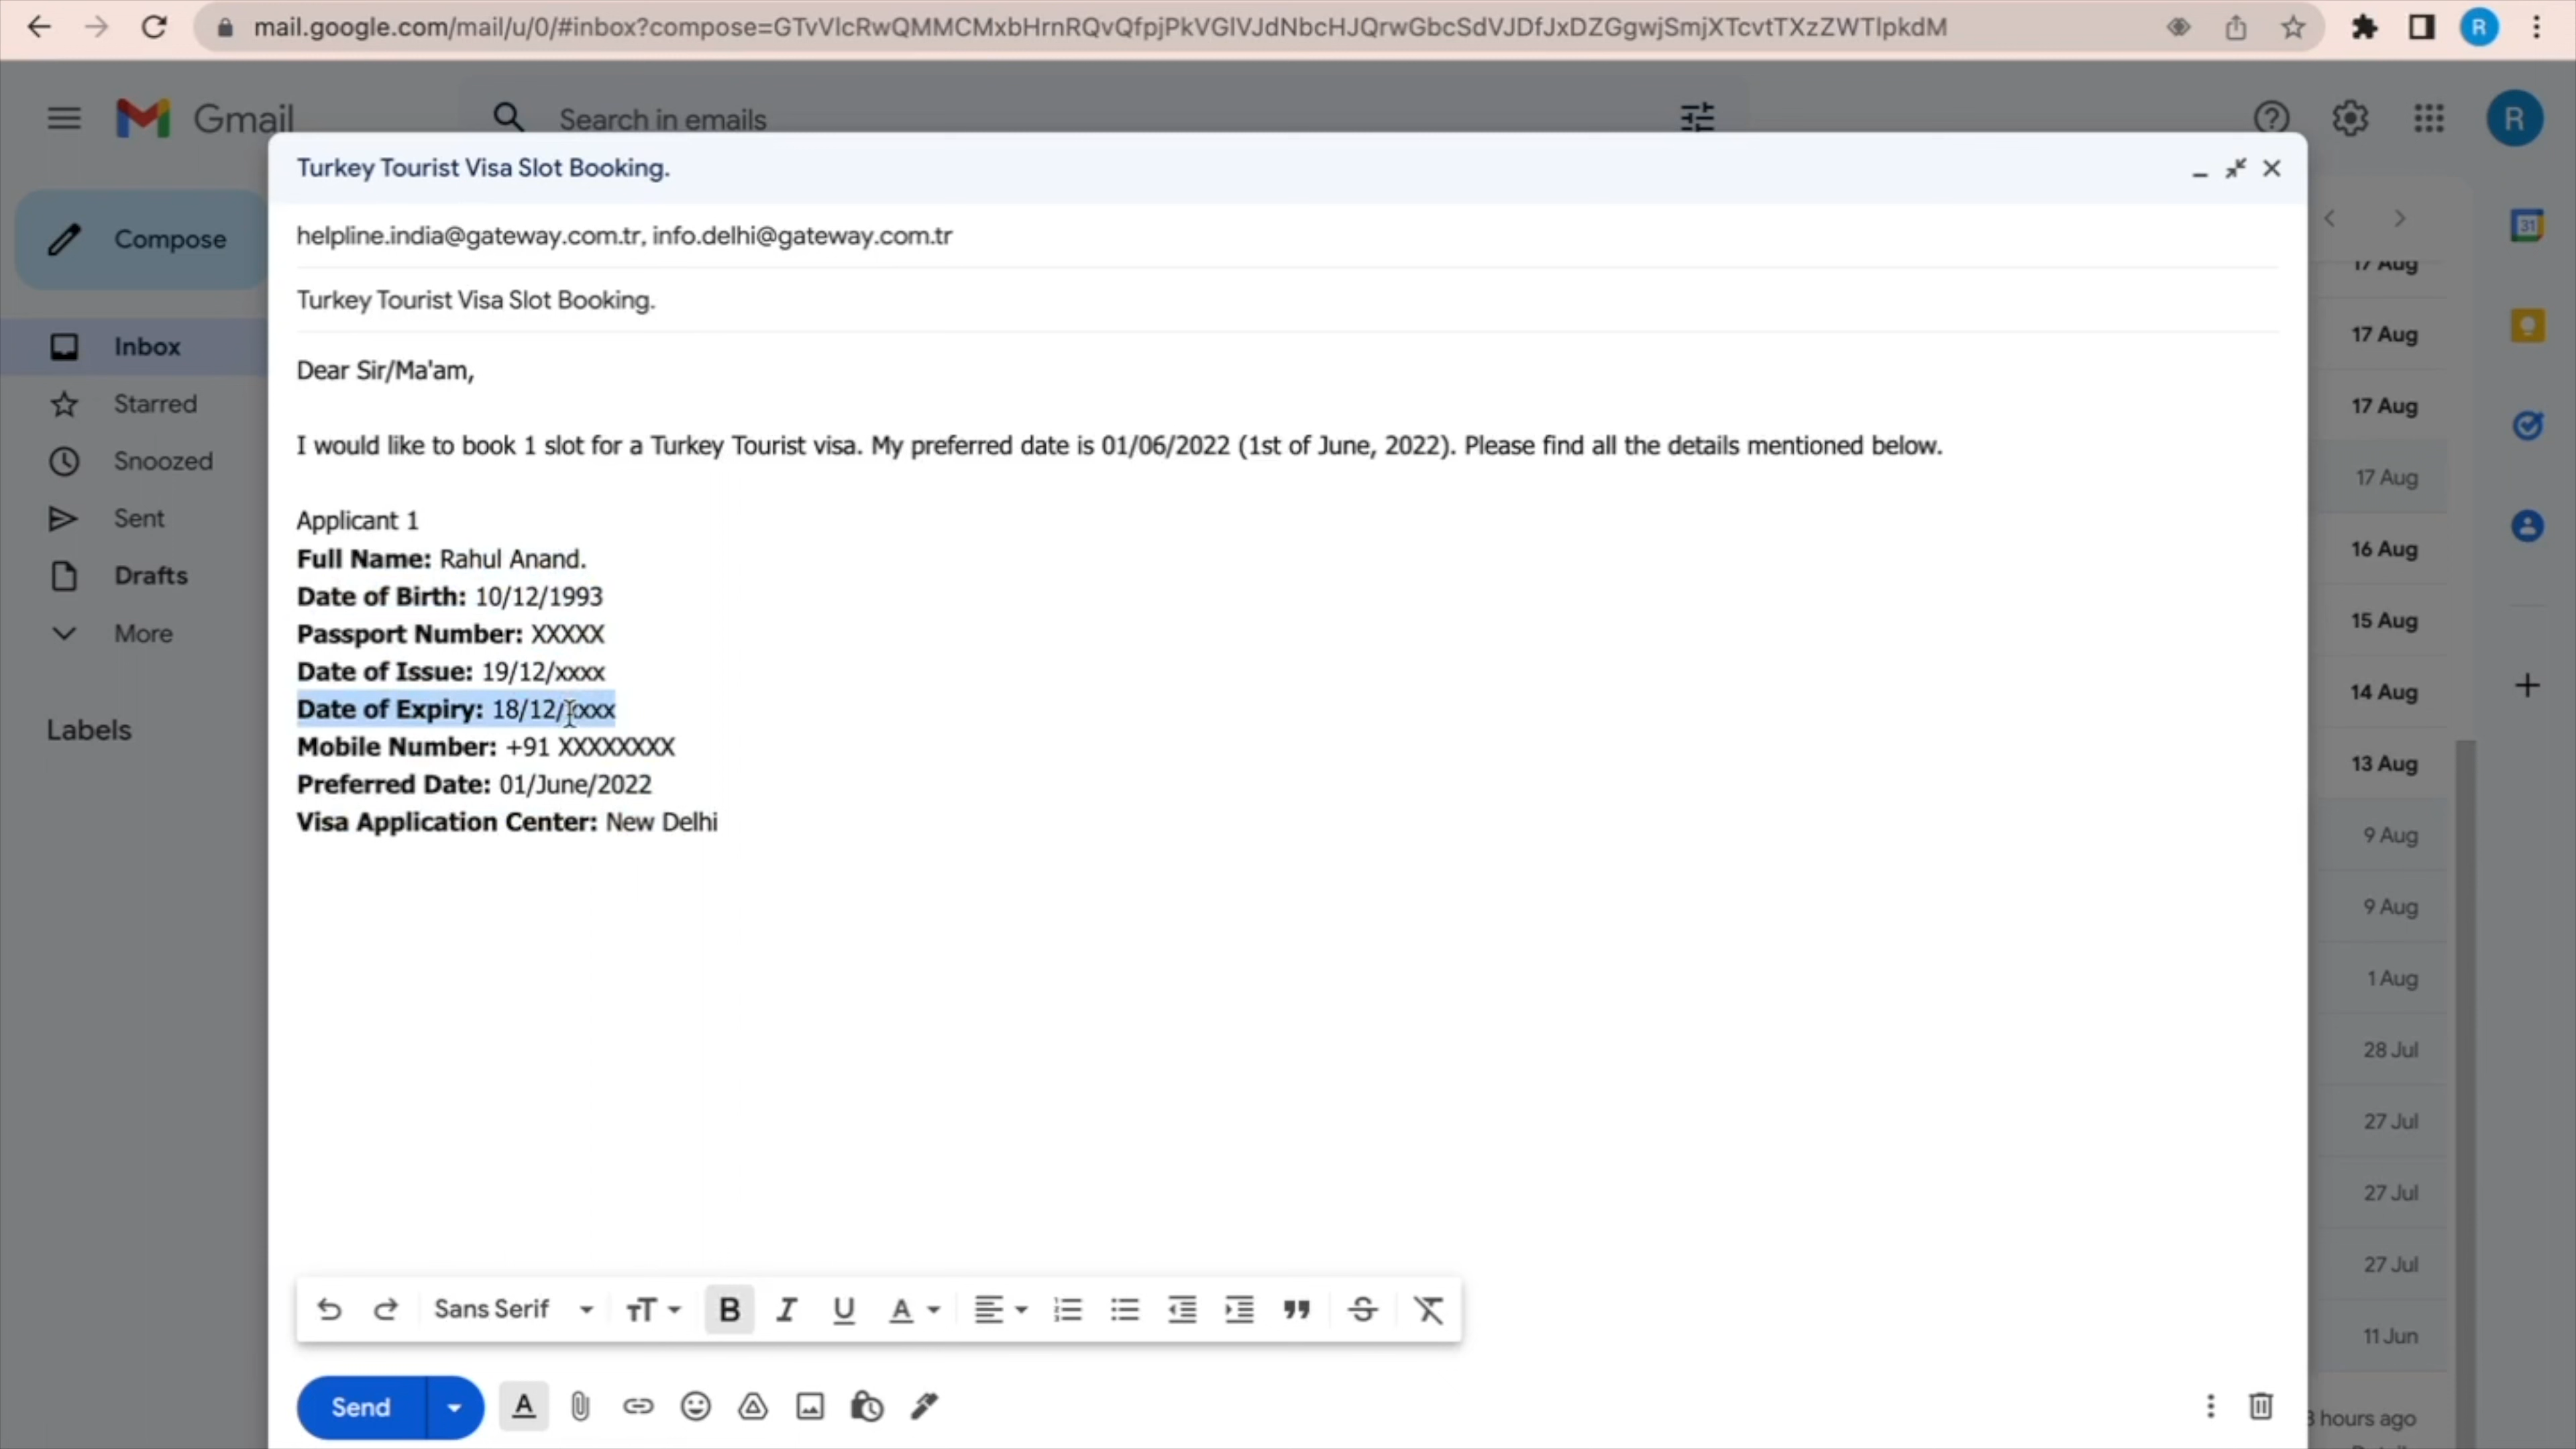 mail.google.com/mail/u/0/#inbox?compose=GTvVlcRwQMMCMxbHrnRQvQfpjPkVGlVJdNbcHJQrwGbcSdVJDfJxDZGgwjSmjXTcvtTXzZWTlpkdM
R
Gmail
Search in emails
R
Turkey Tourist Visa Slot Booking.
helpline.india@gateway.com.tr, info.delhi@gateway.com.tr
Turkey Tourist Visa Slot Booking.
Dear Sir/Ma'am,
I would like to book 1 slot for a Turkey Tourist visa. My preferred date is 01/06/2022 (1st of June, 2022). Please find all the details mentioned below.
Applicant 1
Full Name: Rahul Anand.
Date of Birth: 10/12/1993
Passport Number: XXXXX
Date of Issue: 19/12/xxxx
Date of Expiry: 18/12/xxxx
Mobile Number: +91 XXXXXXXX
Preferred Date: 01/June/2022
Visa Application Center: New Delhi
Compose
Inbox
Starred
Snoozed
Sent
Drafts
More
Labels
17 Aug
17 Aug
17 Aug
17 Aug
16 Aug
15 Aug
14 Aug
13 Aug
9 Aug
9 Aug
1 Aug
28 Jul
27 Jul
27 Jul
27 Jul
11 Jun
hours ago
31
Sans Serif
Send